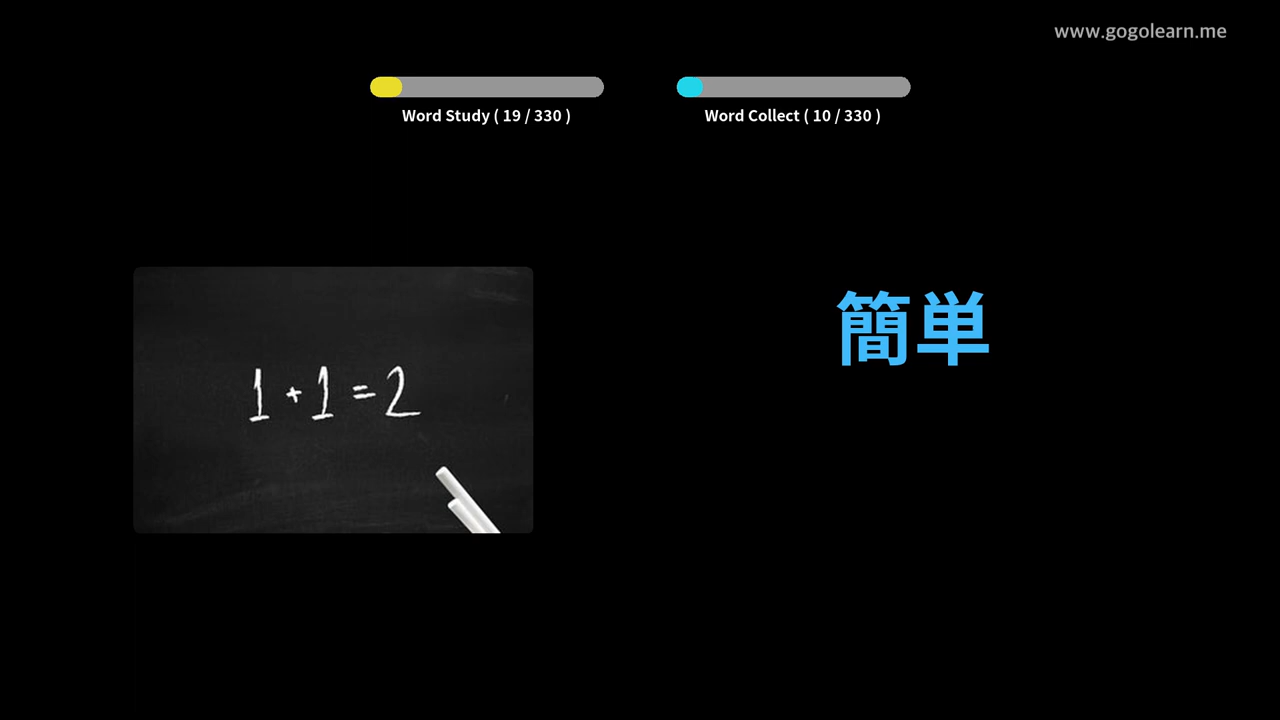 www.gogolearn.me
Word Study ( 19 / 330 )
Word Collect ( 10 / 330 )
簡単
1 + 1 = 2